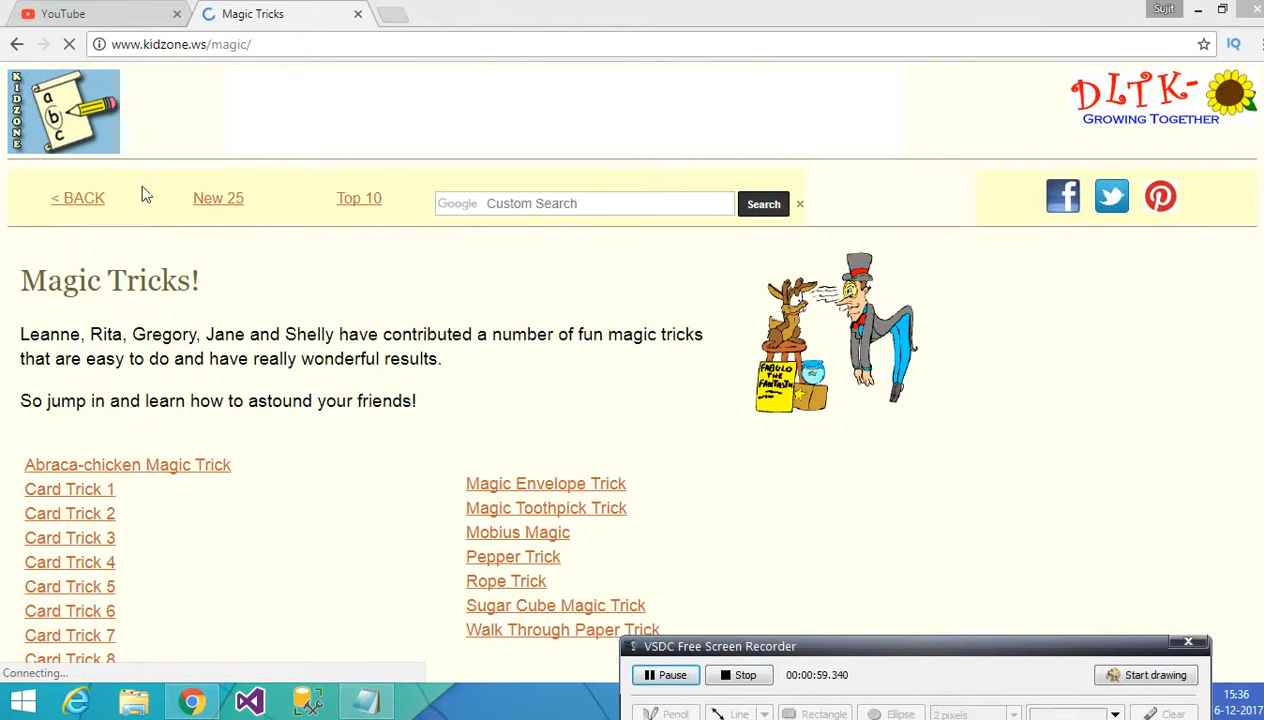 YouTube
Magic Tricks
Sujit
www.kidzone.ws/magic/
IQ
KIDZONE
a
b
c
DLTK-
GROWING TOGETHER
< BACK
New 25
Top 10
Google Custom Search
Search
×
Magic Tricks!
Leanne, Rita, Gregory, Jane and Shelly have contributed a number of fun magic tricks
that are easy to do and have really wonderful results.
So jump in and learn how to astound your friends!
FABULO
THE
FANTASTIC
Abraca-chicken Magic Trick
Card Trick 1
Card Trick 2
Card Trick 3
Card Trick 4
Card Trick 5
Card Trick 6
Card Trick 7
Card Trick 8
Magic Envelope Trick
Magic Toothpick Trick
Mobius Magic
Pepper Trick
Rope Trick
Sugar Cube Magic Trick
Walk Through Paper Trick
Connecting...
VSDC Free Screen Recorder
Pause
Stop
00:00:59.340
Start drawing
Pencil
Line
Rectangle
Ellipse
2 pixels
Clear
15:36
6-12-2017